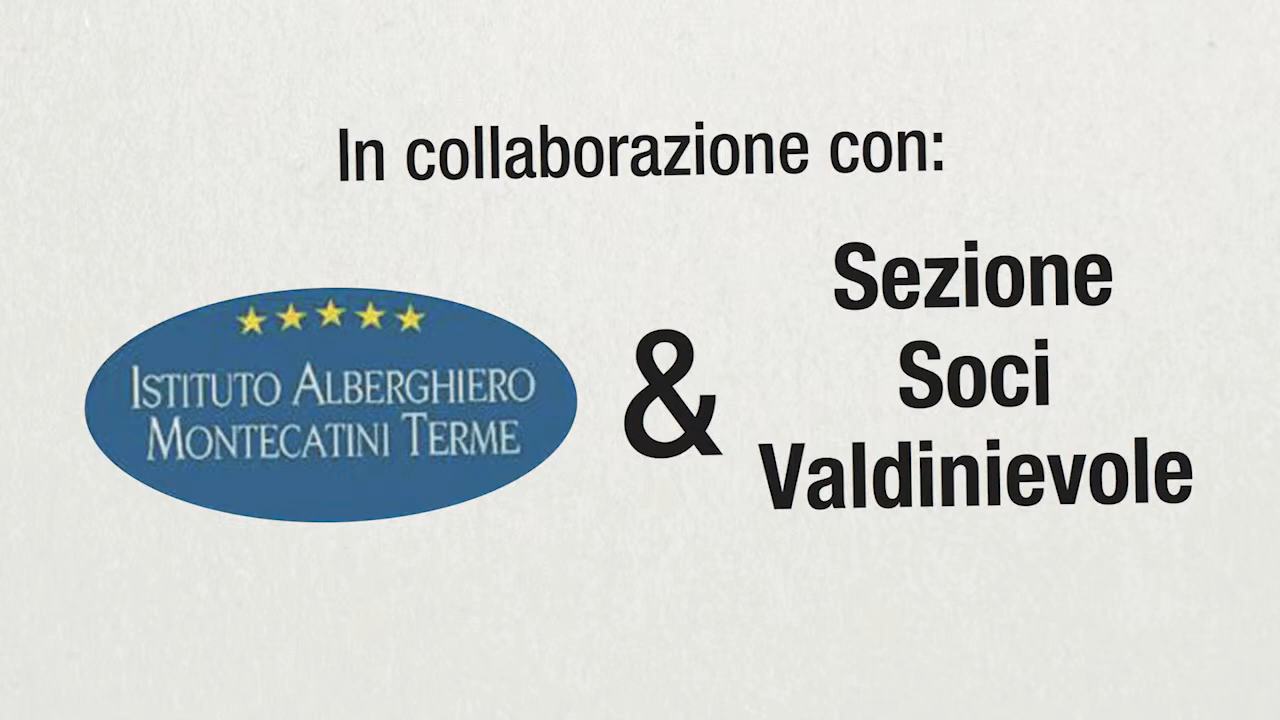 In collaborazione con:
ISTITUTO ALBERGHIERO
MONTECATINI TERME
&
Sezione
Soci
Valdinievole